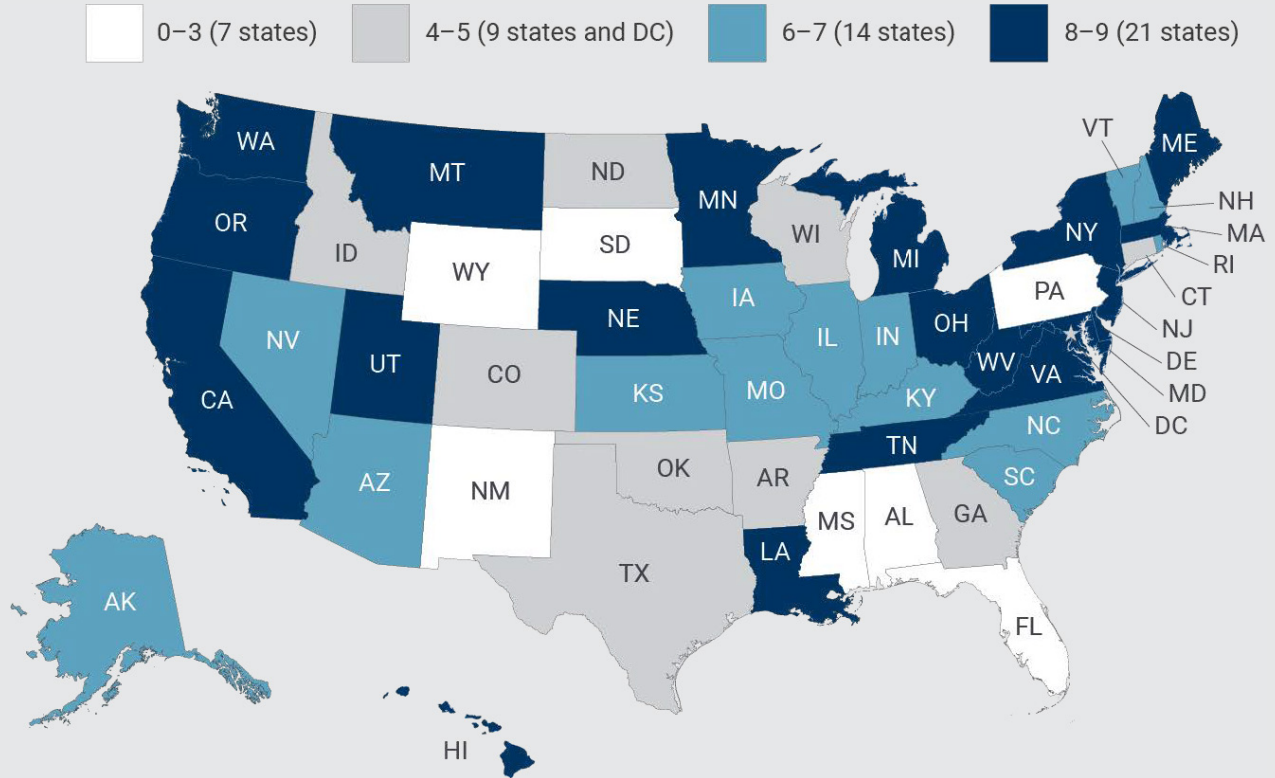 0–3 (7 states)
4–5 (9 states and DC)
6–7 (14 states)
8–9 (21 states)
WA
MT
ND
MN
VT
ME
OR
ID
WY
SD
WI
MI
NY
NH
MA
RI
CT
NJ
DE
MD
DC
NV
UT
CO
NE
IA
IL
IN
OH
PA
WV
VA
CA
KS
MO
KY
NC
AZ
NM
OK
AR
TN
SC
MS
AL
GA
LA
TX
FL
AK
HI